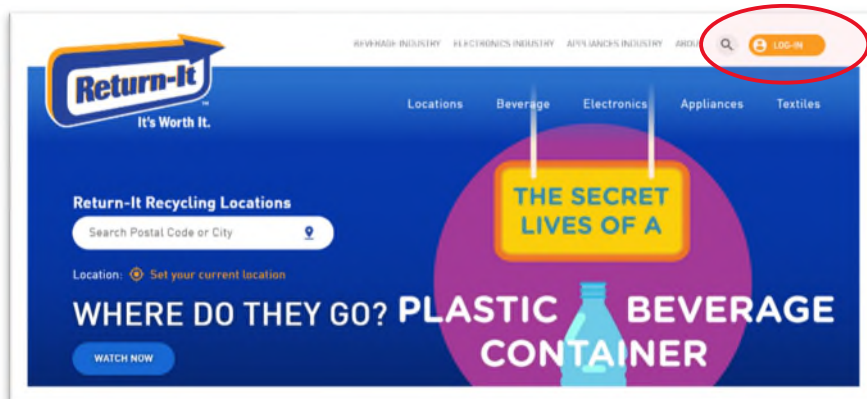 BEVERAGE INDUSTRY ELECTRONICS INDUSTRY APPLIANCES INDUSTRY ABOU LOG-IN
Return-It
TM
It's Worth It.
Locations Beverage Electronics Appliances Textiles
THE SECRET
LIVES OF A
Return-It Recycling Locations
Search Postal Code or City
Location: Set your current location
WHERE DO THEY GO? PLASTIC BEVERAGE
CONTAINER
WATCH NOW